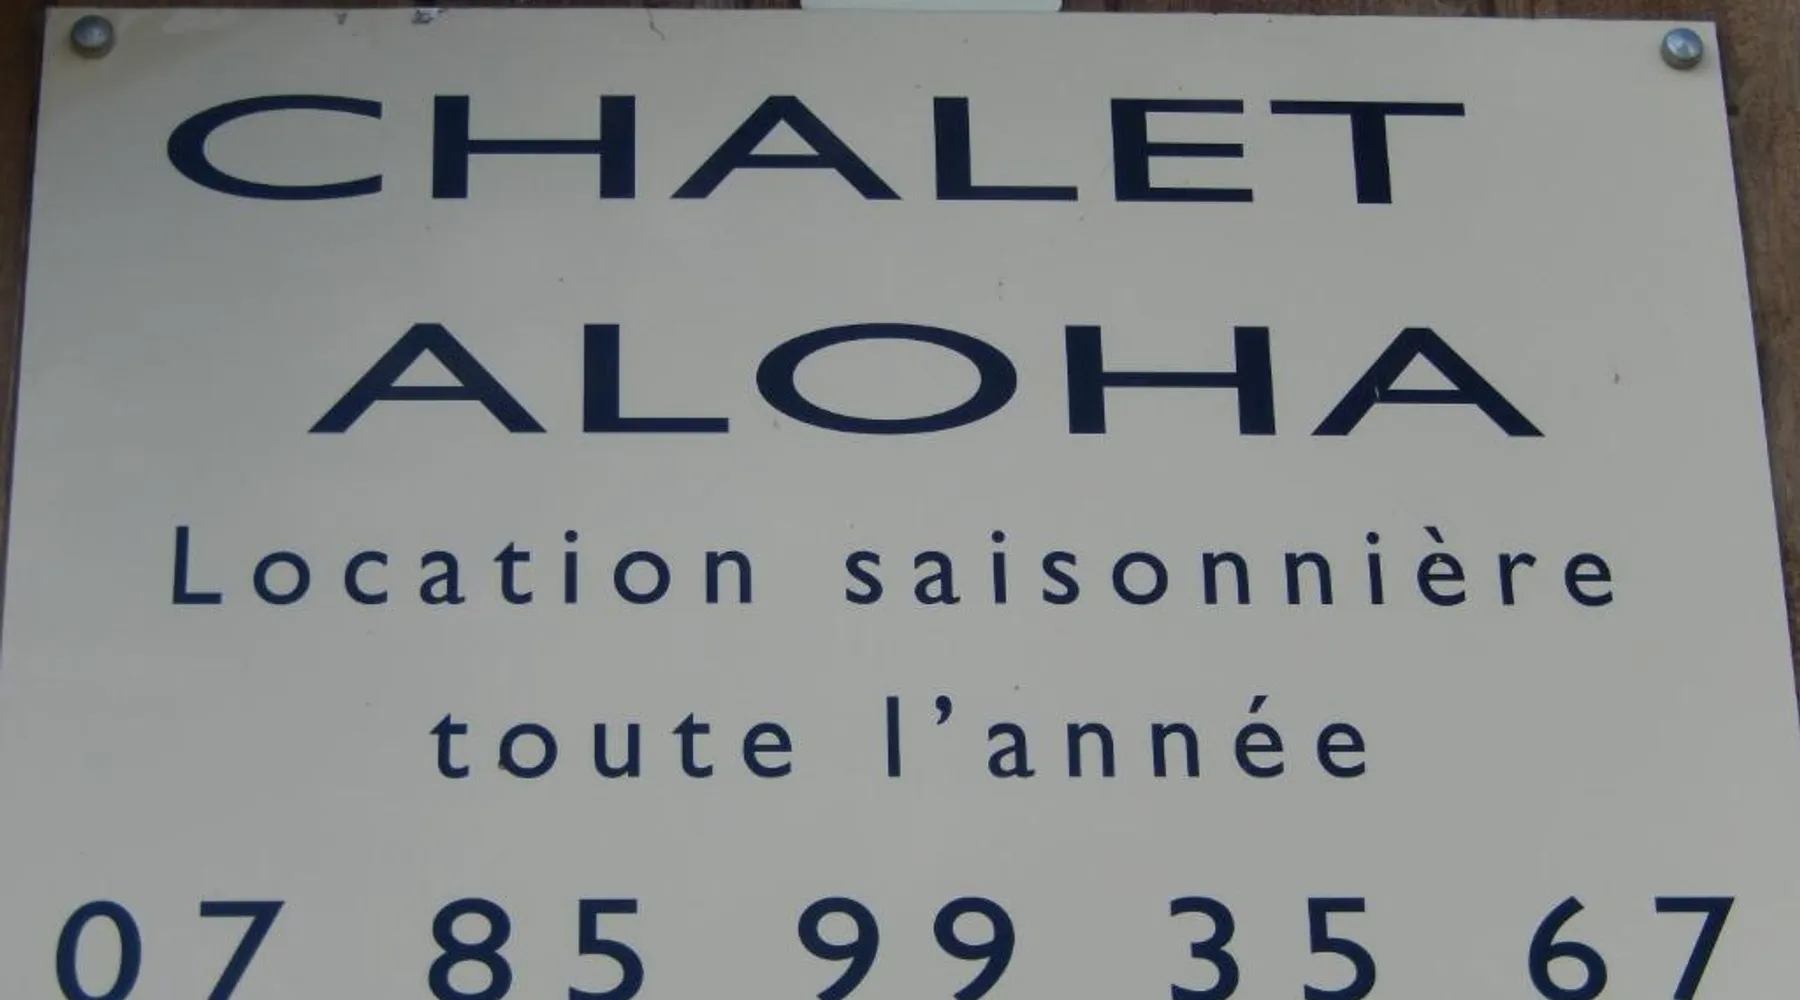 CHALET
ALOHA
Location saisonnière
toute l’année
07 85 99 35 67